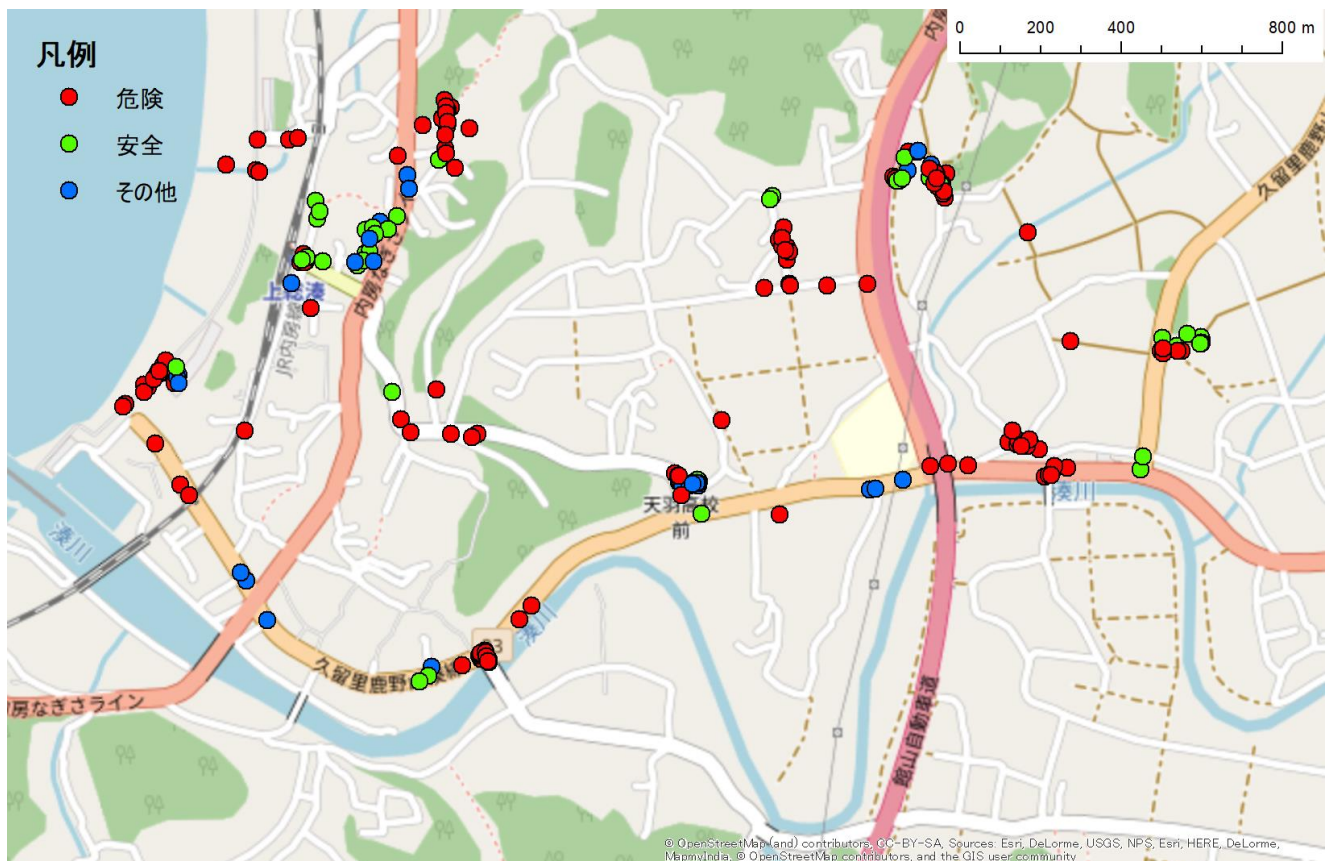 凡例
危険
安全
その他
0 200 400 800 m
内房
久留里鹿野山
内房なぎさ
上総湊
JR内房線
湊川
天羽高校
前
湊川
湊川
久留里鹿野山湊線
房なぎさライン
館山自動車道
© OpenStreetMap (and) contributors, CC-BY-SA, Sources: Esri, DeLorme, USGS, NPS, Esri, HERE, DeLorme,
MapmyIndia, © OpenStreetMap contributors, and the GIS user community